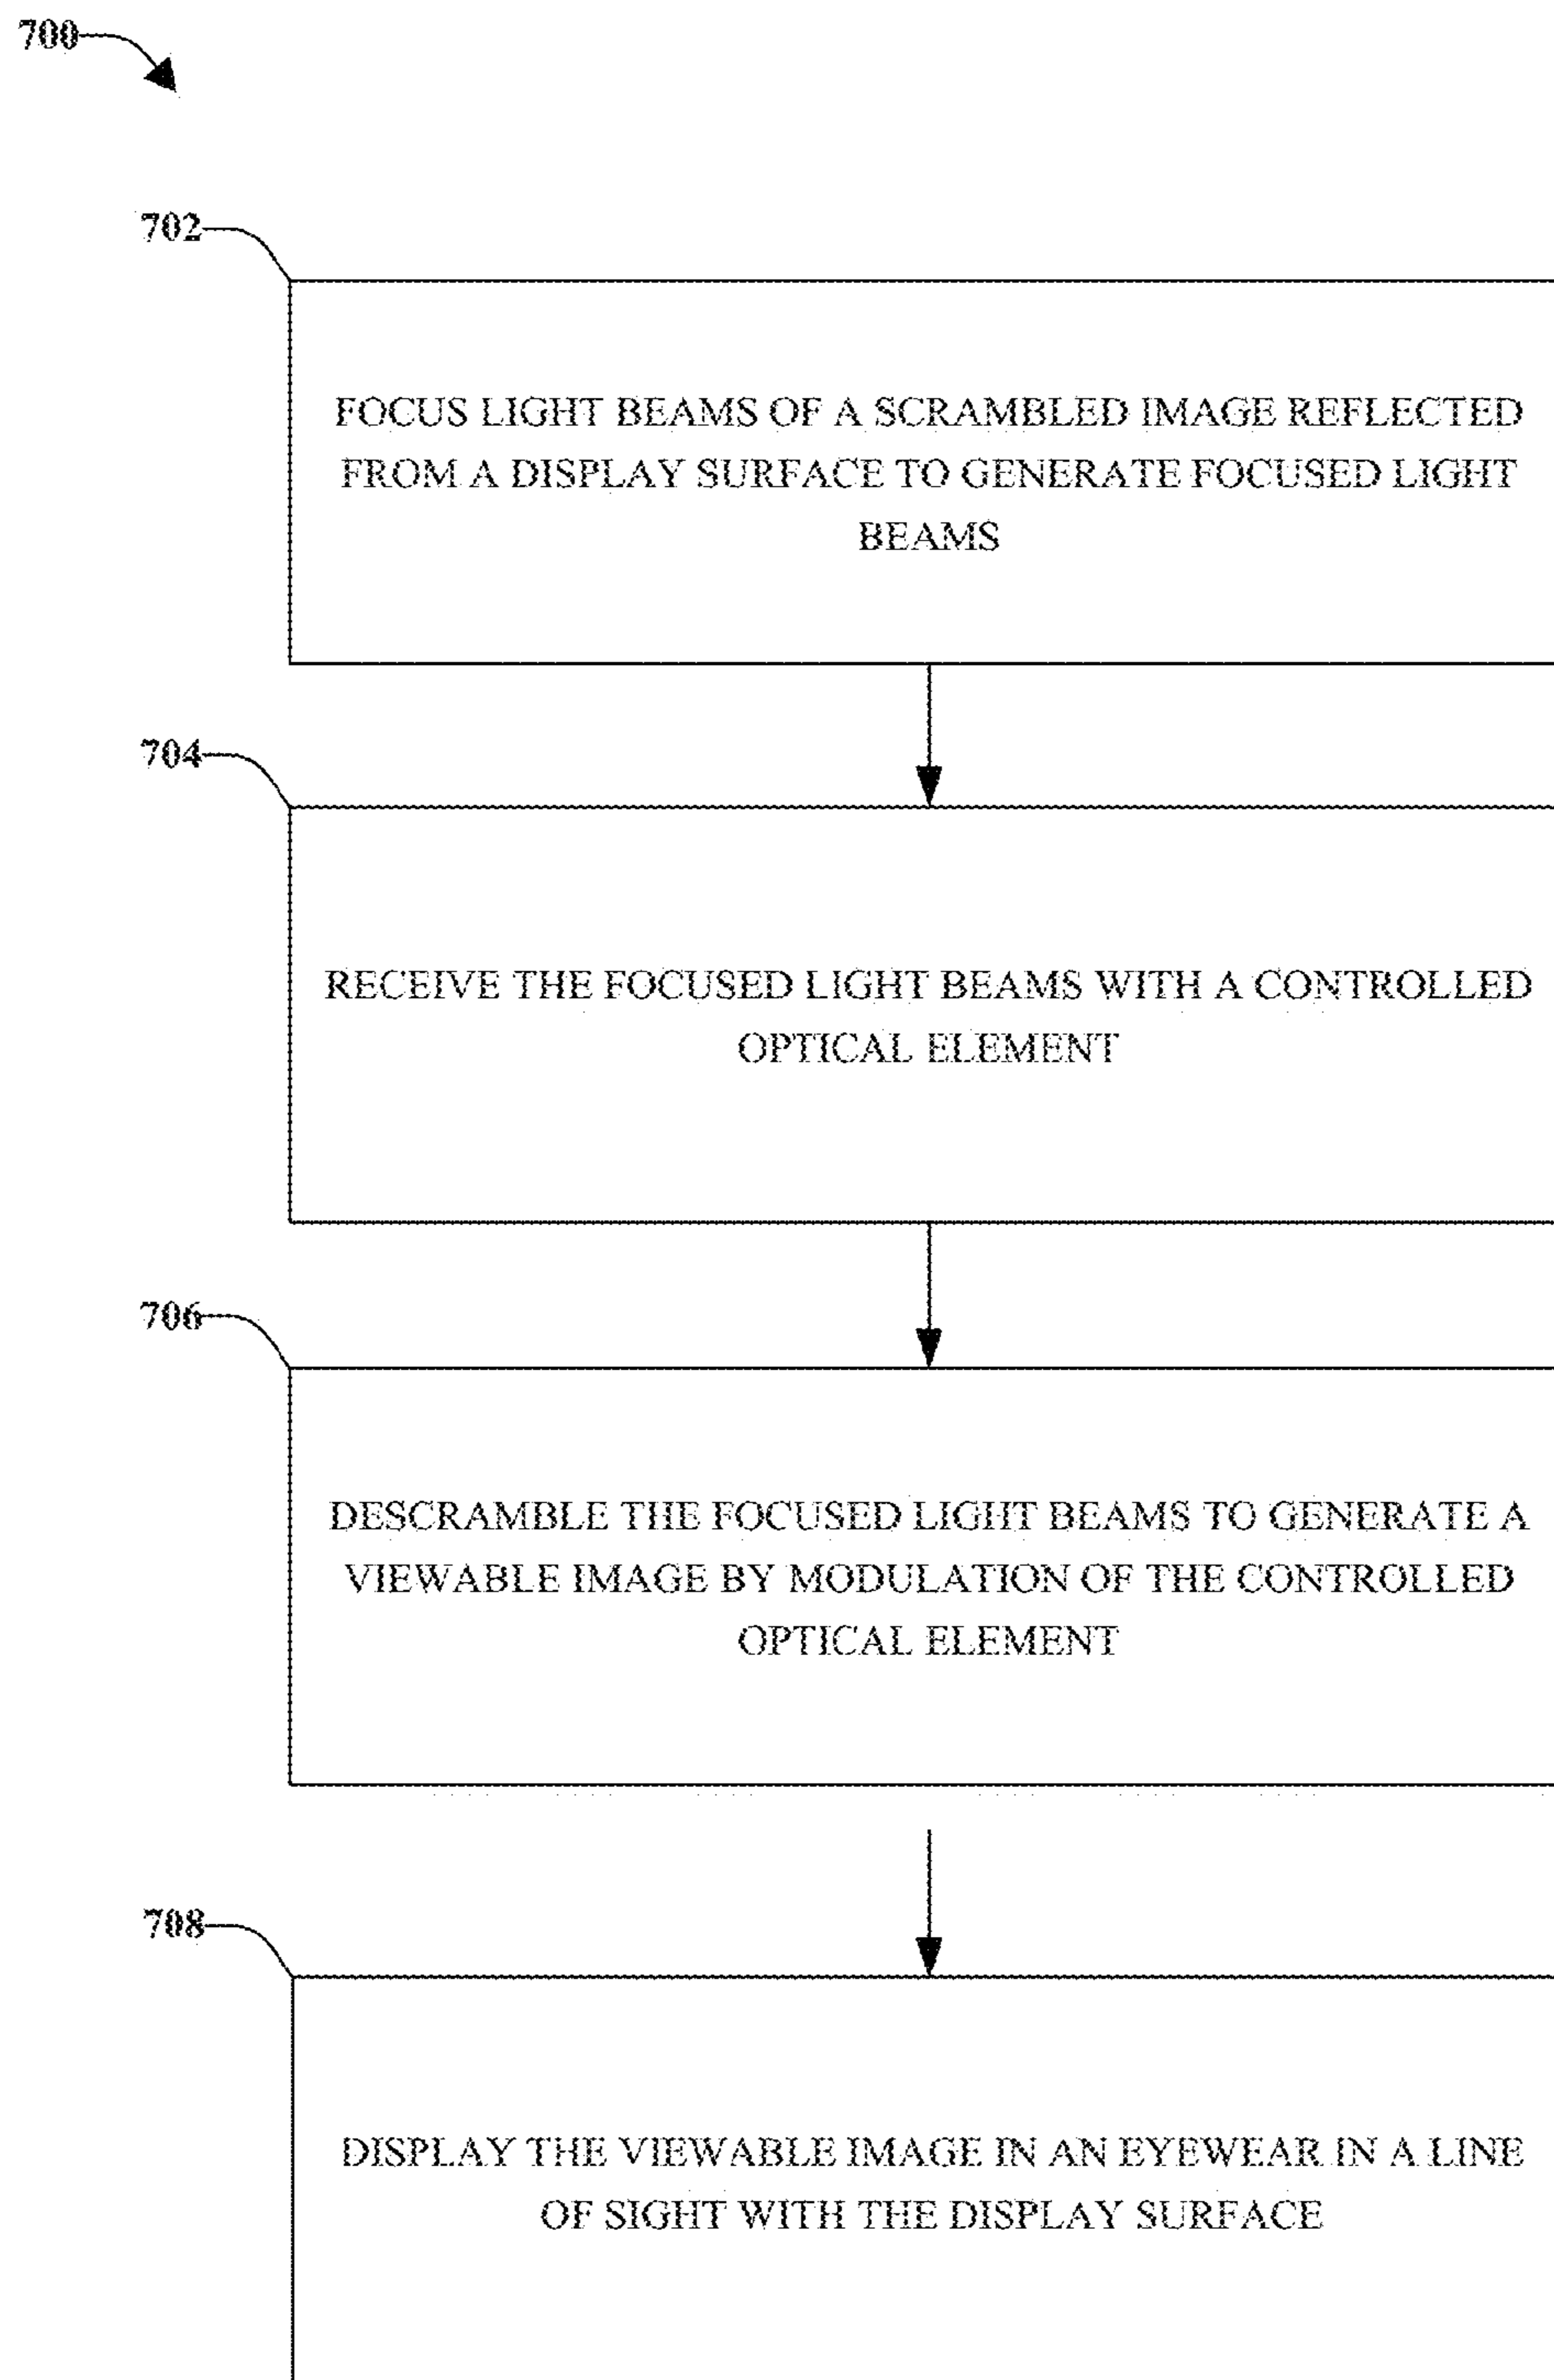 700
702
FOCUS LIGHT BEAMS OF A SCRAMBLED IMAGE REFLECTED
FROM A DISPLAY SURFACE TO GENERATE FOCUSED LIGHT
BEAMS
704
RECEIVE THE FOCUSED LIGHT BEAMS WITH A CONTROLLED
OPTICAL ELEMENT
706
DESCRAMBLE THE FOCUSED LIGHT BEAMS TO GENERATE A
VIEWABLE IMAGE BY MODULATION OF THE CONTROLLED
OPTICAL ELEMENT
708
DISPLAY THE VIEWABLE IMAGE IN AN EYEWEAR IN A LINE
OF SIGHT WITH THE DISPLAY SURFACE